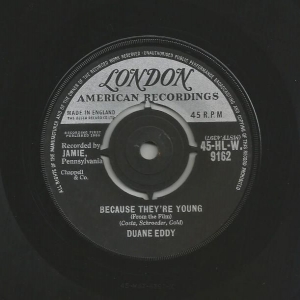 LONDON
AMERICAN RECORDINGS
MADE IN ENGLAND
45 R.P.M
Recorded by
JAMIE,
Pennsylvania
45-HL-W.
9162
Chappell
& Co.
BECAUSE THEY'RE YOUNG
(From the Film)
(Costa, Schroeder, Gold)
DUANE EDDY